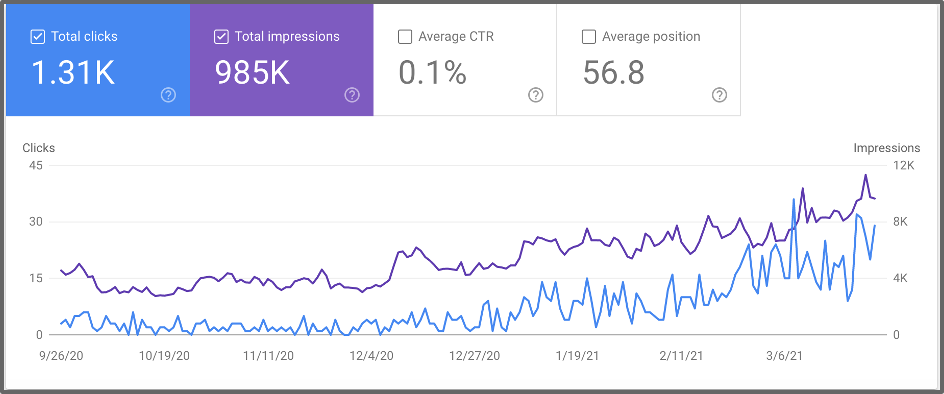 Total clicks
1.31K
Total impressions
985K
Average CTR
0.1%
Average position
56.8
Clicks
Impressions
45
12K
30
8K
15
4K
0
0
9/26/20
10/19/20
11/11/20
12/4/20
12/27/20
1/19/21
2/11/21
3/6/21